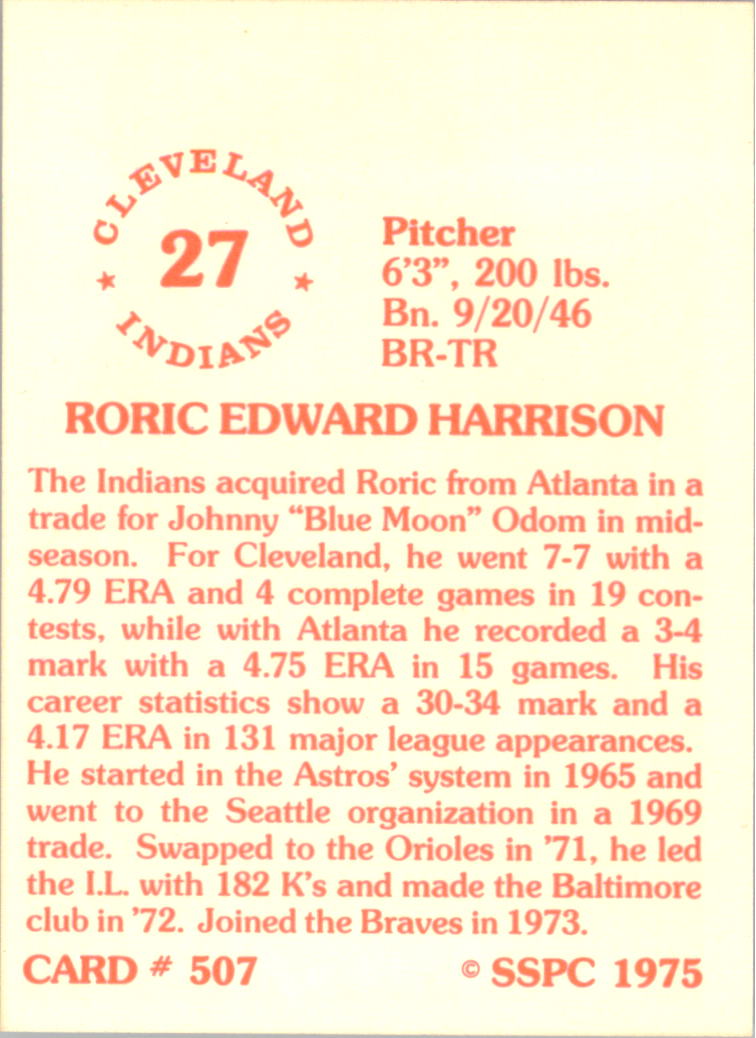 CLEVELAND
27
INDIANS
Pitcher
6'3", 200 lbs.
Bn. 9/20/46
BR-TR
RORIC EDWARD HARRISON
The Indians acquired Roric from Atlanta in a
trade for Johnny “Blue Moon” Odom in mid-
season. For Cleveland, he went 7-7 with a
4.79 ERA and 4 complete games in 19 con-
tests, while with Atlanta he recorded a 3-4
mark with a 4.75 ERA in 15 games. His
career statistics show a 30-34 mark and a
4.17 ERA in 131 major league appearances.
He started in the Astros’ system in 1965 and
went to the Seattle organization in a 1969
trade. Swapped to the Orioles in ’71, he led
the I.L. with 182 K’s and made the Baltimore
club in ’72. Joined the Braves in 1973.
CARD # 507 © SSPC 1975